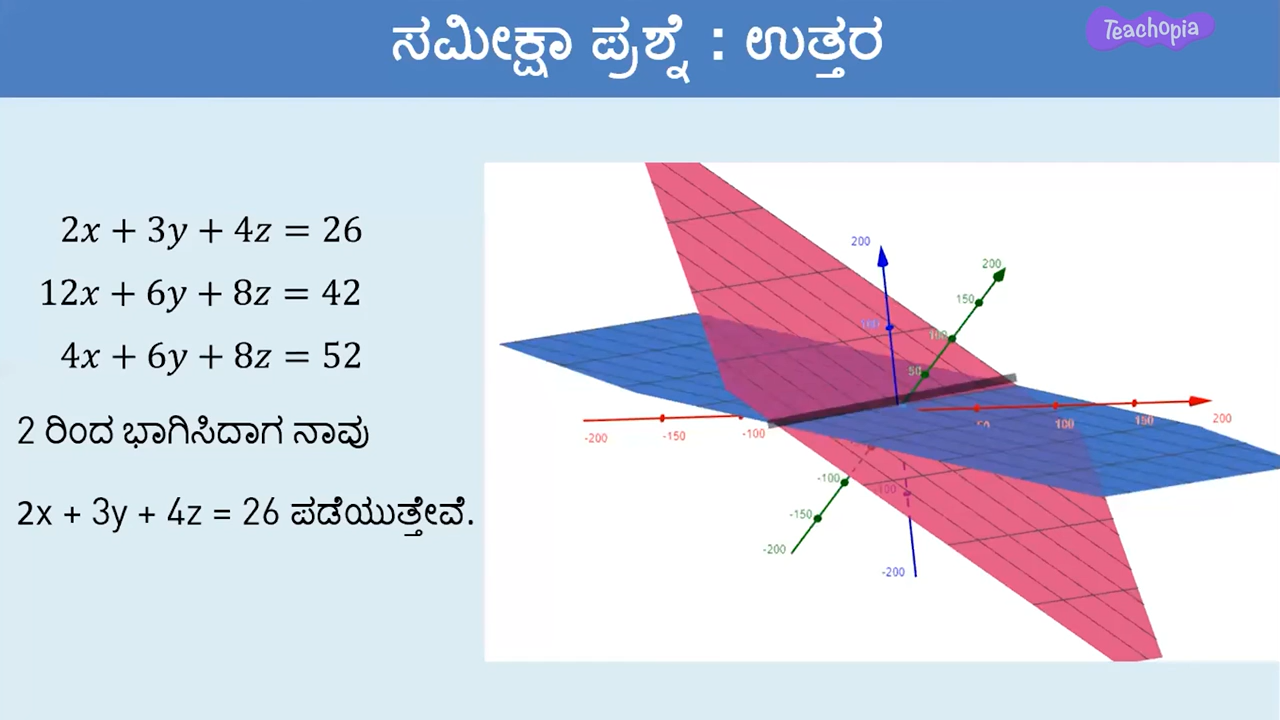 ಸಮೀಕ್ಷಾ ಪ್ರಶ್ನೆ : ಉತ್ತರ
Teachopia
2x + 3y + 4z = 26
12x + 6y + 8z = 42
4x + 6y + 8z = 52
2 ರಿಂದ ಭಾಗಿಸಿದಾಗ ನಾವು
2x + 3y + 4z = 26 ಪಡೆಯುತ್ತೇವೆ.
200
200
150
100
100
50
-200
-150
-100
50
100
150
200
-100
-100
-150
-200
-200